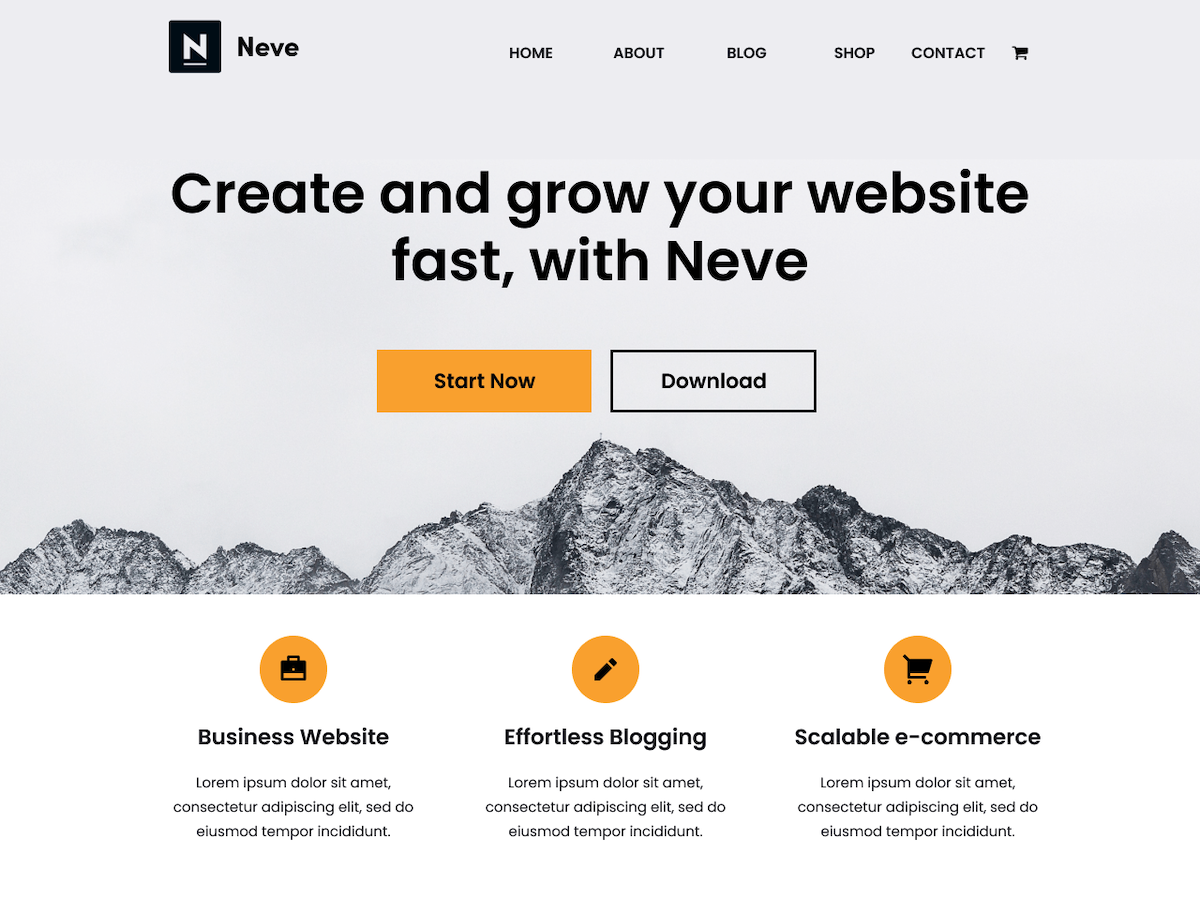 N Neve
HOME ABOUT BLOG SHOP CONTACT
Create and grow your website
fast, with Neve
Start Now Download
Business Website
Lorem ipsum dolor sit amet,
consectetur adipiscing elit, sed do
eiusmod tempor incididunt.
Effortless Blogging
Lorem ipsum dolor sit amet,
consectetur adipiscing elit, sed do
eiusmod tempor incididunt.
Scalable e-commerce
Lorem ipsum dolor sit amet,
consectetur adipiscing elit, sed do
eiusmod tempor incididunt.